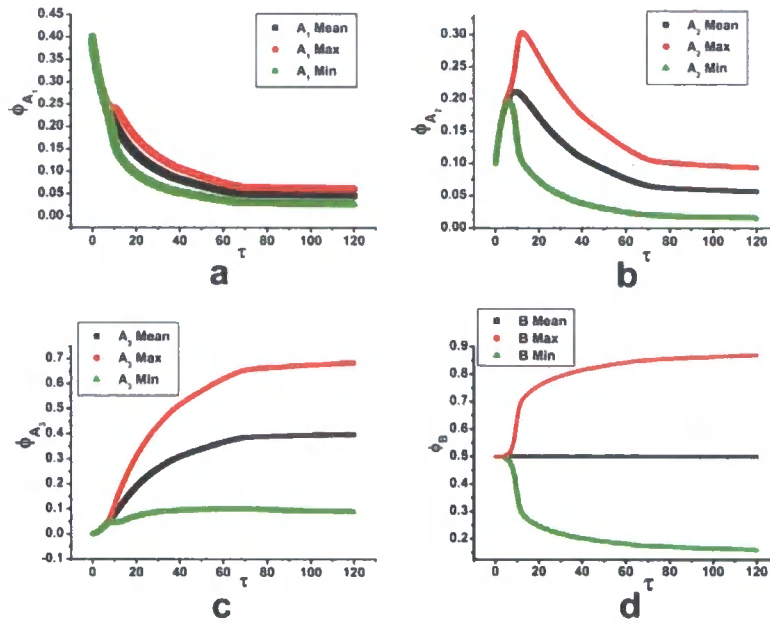 A₁ Mean
A₁ Max
A₁ Min
ϕA₁
0.45
0.40
0.35
0.30
0.25
0.20
0.15
0.10
0.05
0.00
0 20 40 60 80 100 120
τ
a
A₂ Mean
A₂ Max
A₂ Min
ϕA₂
0.30
0.25
0.20
0.15
0.10
0.05
0.00
0 20 40 60 80 100 120
τ
b
A₃ Mean
A₃ Max
A₃ Min
ϕA₃
0.7
0.6
0.5
0.4
0.3
0.2
0.1
0.0
-0.1
0 20 40 60 80 100 120
τ
c
B Mean
B Max
B Min
ϕB
0.9
0.8
0.7
0.6
0.5
0.4
0.3
0.2
0 20 40 60 80 100 120
τ
d